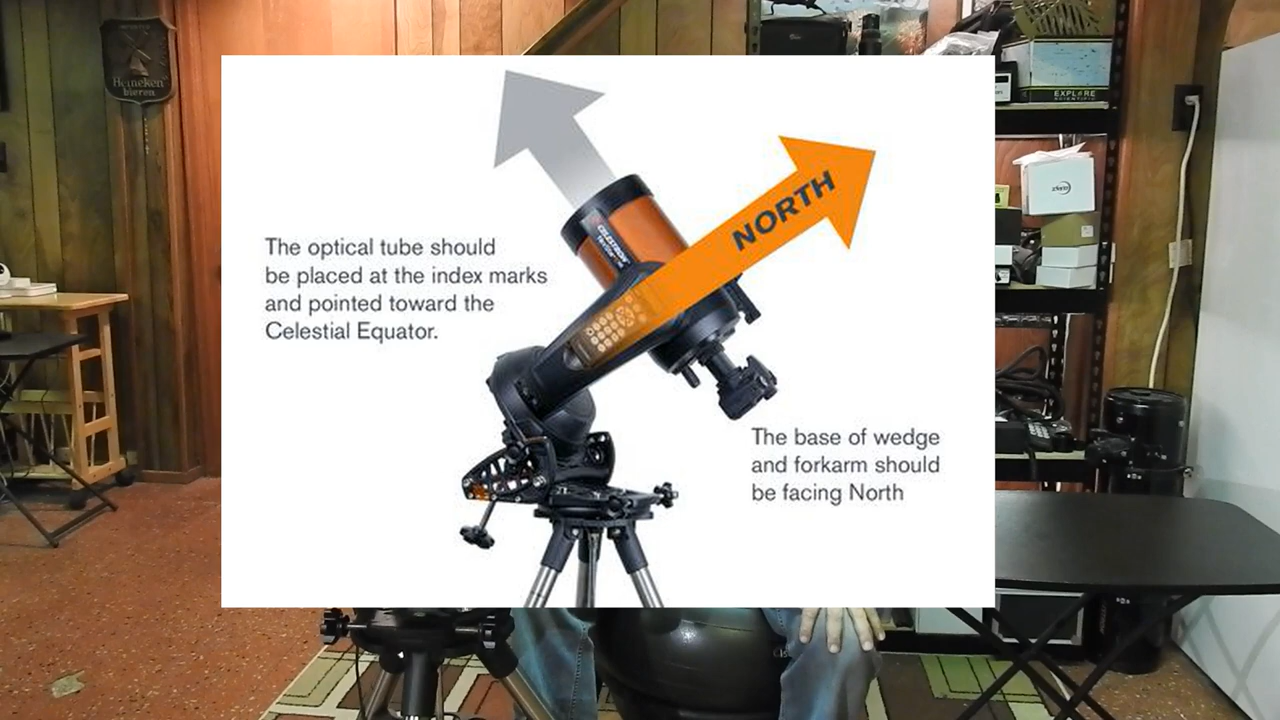 Heineken
bieren
EXPLORE
SCIENTIFIC
NORTH
CELESTRON
The optical tube should
be placed at the index marks
and pointed toward the
Celestial Equator.
The base of wedge
and forkarm should
be facing North